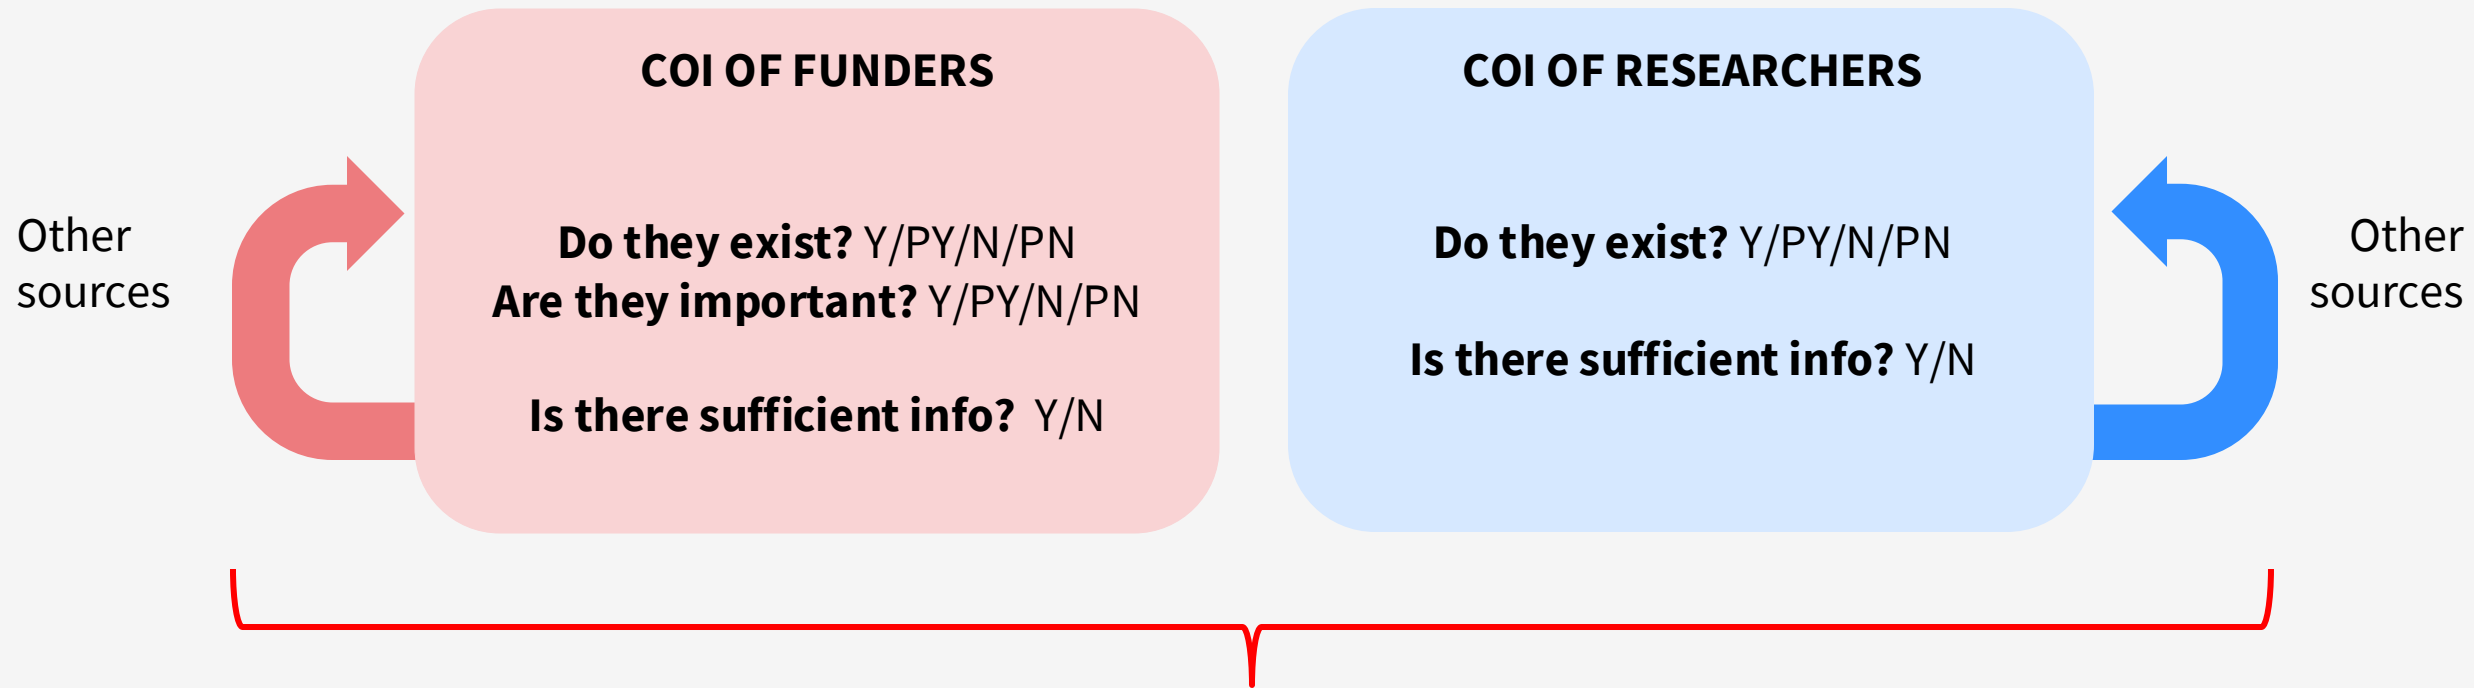 COI OF FUNDERS
Do they exist? Y/PY/N/PN
Are they important? Y/PY/N/PN
Is there sufficient info? Y/N
COI OF RESEARCHERS
Do they exist? Y/PY/N/PN
Is there sufficient info? Y/N
Other
sources
Other
sources